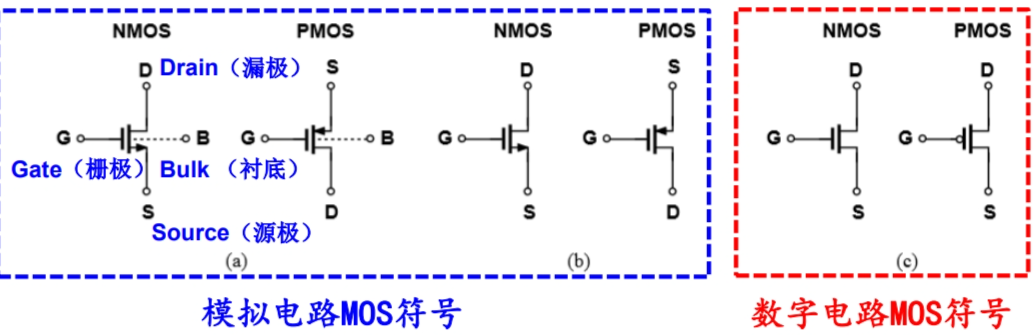 NMOS PMOS NMOS PMOS NMOS PMOS
D Drain（漏极） S D S D D
G B G B G G G G
Gate（栅极） Bulk （衬底）
S D S D S S
Source（源极）
(a) (b) (c)
模拟电路MOS符号 数字电路MOS符号